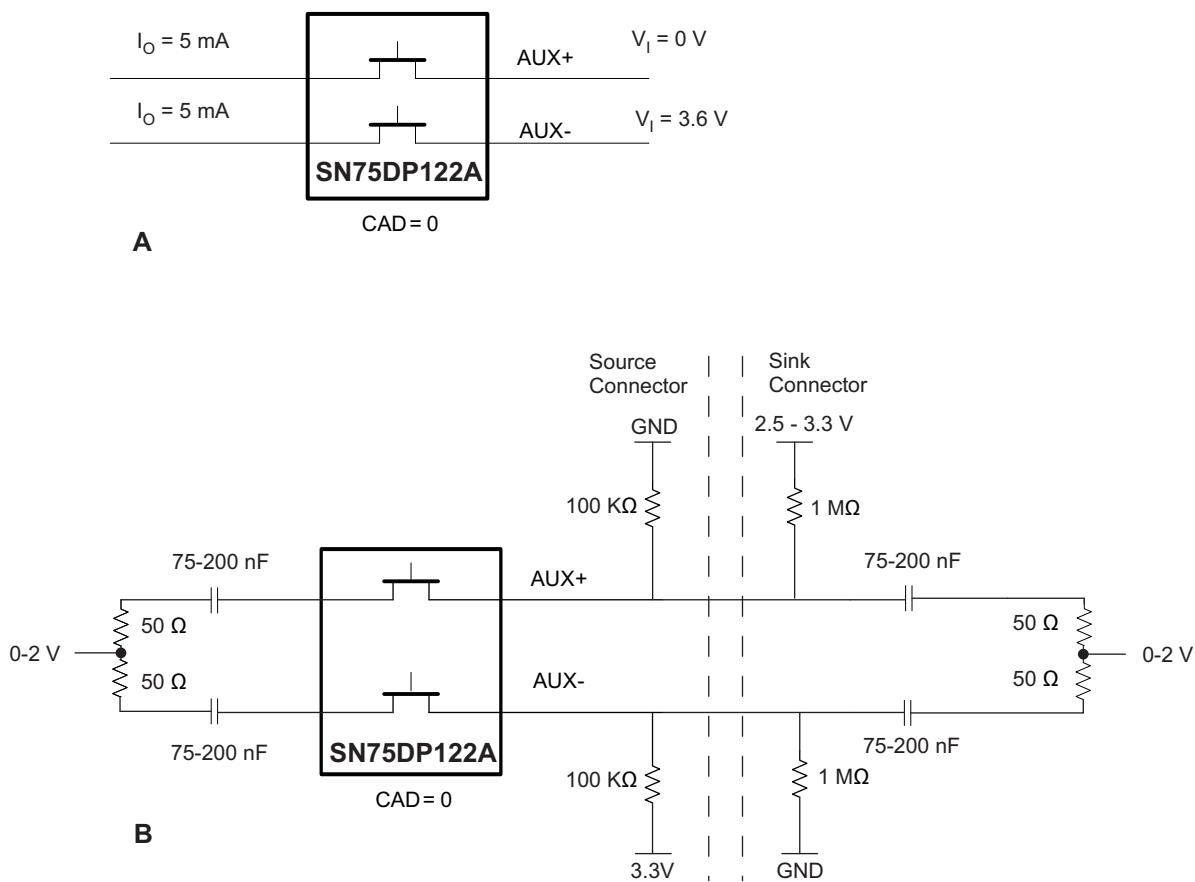 I_O = 5 mA
V_I = 0 V
AUX+
I_O = 5 mA
V_I = 3.6 V
AUX-
SN75DP122A
CAD = 0
A
Source
Connector
Sink
Connector
GND
2.5 - 3.3 V
100 KΩ
1 MΩ
75-200 nF
AUX+
75-200 nF
50 Ω
50 Ω
0-2 V
0-2 V
50 Ω
50 Ω
AUX-
75-200 nF
SN75DP122A
75-200 nF
100 KΩ
1 MΩ
CAD = 0
B
3.3V
GND